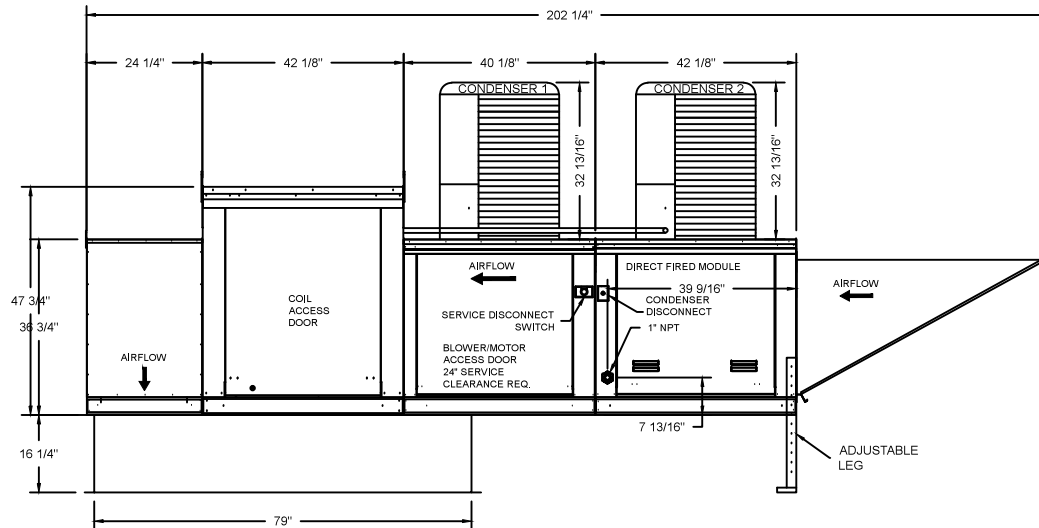 202 1/4"
24 1/4"
42 1/8"
40 1/8"
42 1/8"
CONDENSER 1
CONDENSER 2
32 13/16"
32 13/16"
AIRFLOW
DIRECT FIRED MODULE
39 9/16"
AIRFLOW
COIL
ACCESS
DOOR
SERVICE DISCONNECT
SWITCH
CONDENSER
DISCONNECT
1" NPT
47 3/4"
36 3/4"
AIRFLOW
BLOWER/MOTOR
ACCESS DOOR
24" SERVICE
CLEARANCE REQ.
7 13/16"
16 1/4"
ADJUSTABLE
LEG
79"